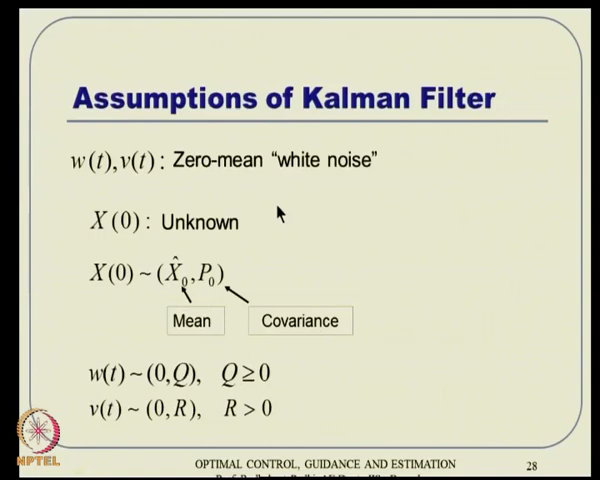 Assumptions of Kalman Filter
w(t), v(t) : Zero-mean “white noise”
X(0) : Unknown
X(0) ~ (X̂₀, P₀)
Mean
Covariance
w(t) ~ (0, Q), Q ≥ 0
v(t) ~ (0, R), R > 0
NPTEL
OPTIMAL CONTROL, GUIDANCE AND ESTIMATION
28